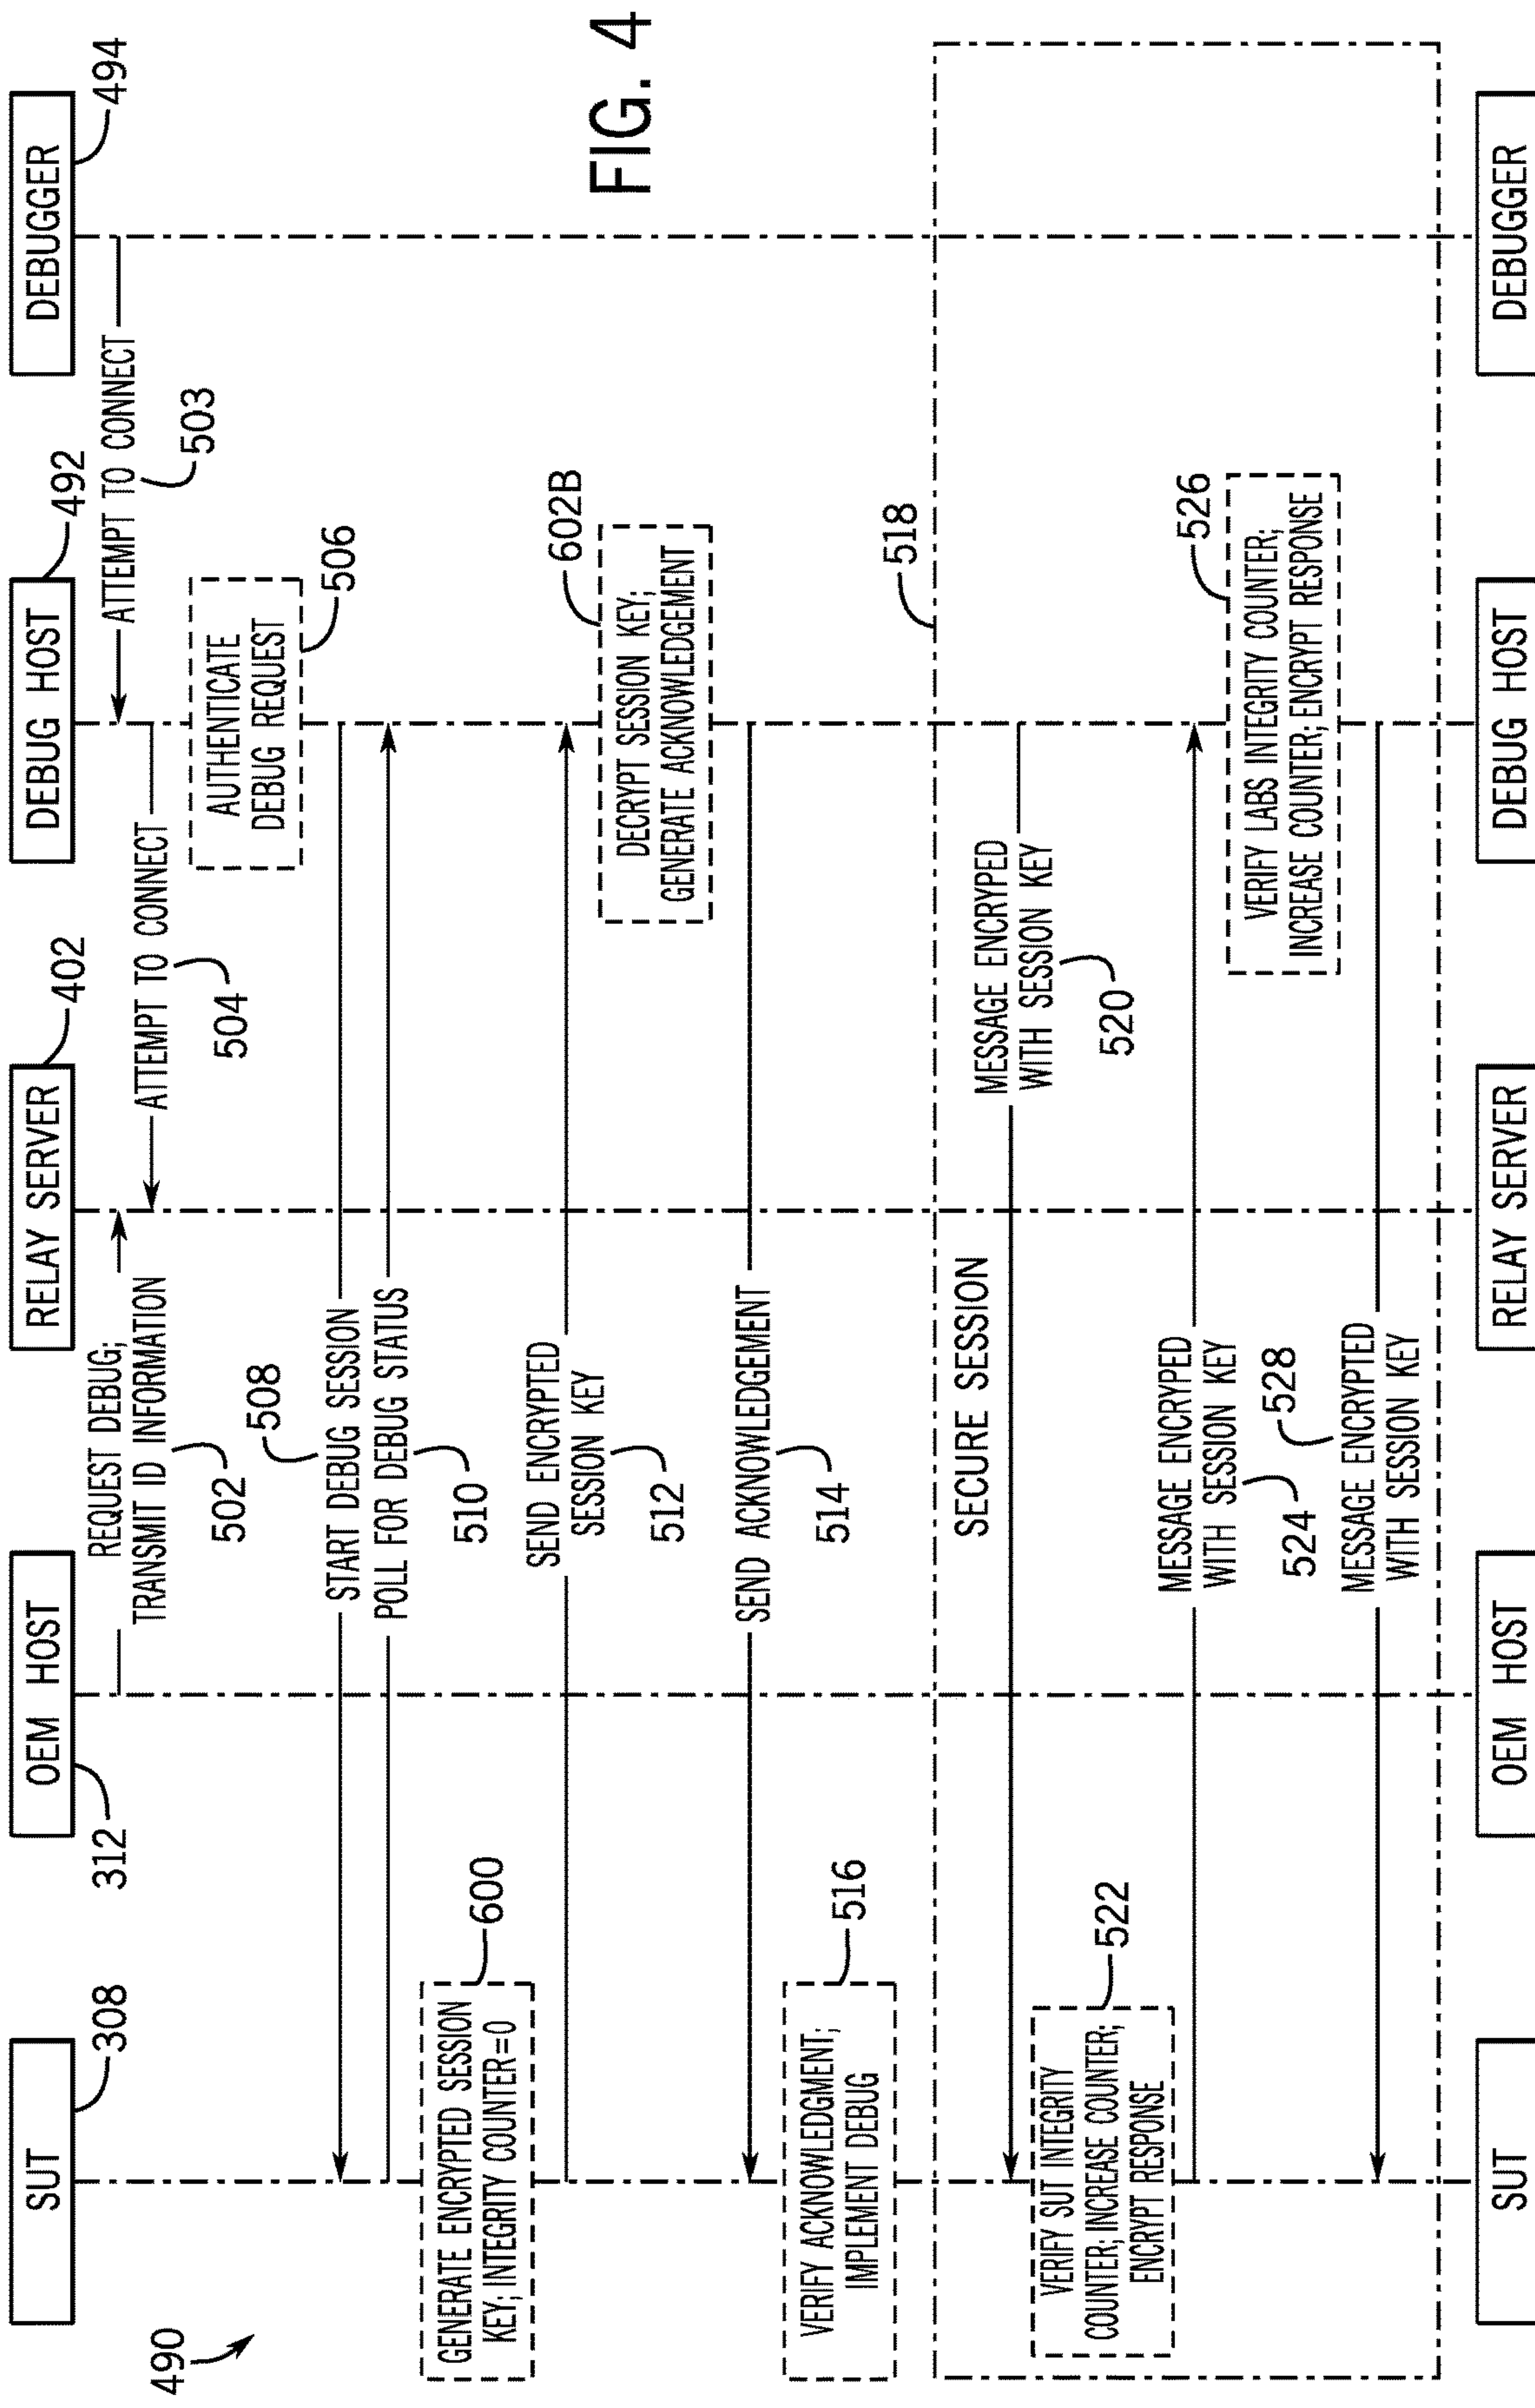 SUT
308
OEM HOST
312
RELAY SERVER
402
DEBUG HOST
492
DEBUGGER
494
490
REQUEST DEBUG;
TRANSMIT ID INFORMATION
502
ATTEMPT TO CONNECT
503
ATTEMPT TO CONNECT
504
AUTHENTICATE
DEBUG REQUEST
506
508
START DEBUG SESSION
POLL FOR DEBUG STATUS
510
GENERATE ENCRYPTED SESSION
KEY; INTEGRITY COUNTER=0
600
SEND ENCRYPTED
SESSION KEY
512
602B
DECRYPT SESSION KEY;
GENERATE ACKNOWLEDGEMENT
SEND ACKNOWLEDGEMENT
514
VERIFY ACKNOWLEDGMENT;
IMPLEMENT DEBUG
516
518
SECURE SESSION
MESSAGE ENCRYPED
WITH SESSION KEY
520
VERIFY SUT INTEGRITY
COUNTER; INCREASE COUNTER;
ENCRYPT RESPONSE
522
MESSAGE ENCRYPED
WITH SESSION KEY
524
526
VERIFY LABS INTEGRITY COUNTER;
INCREASE COUNTER; ENCRYPT RESPONSE
528
MESSAGE ENCRYPTED
WITH SESSION KEY
SUT
OEM HOST
RELAY SERVER
DEBUG HOST
DEBUGGER
FIG. 4